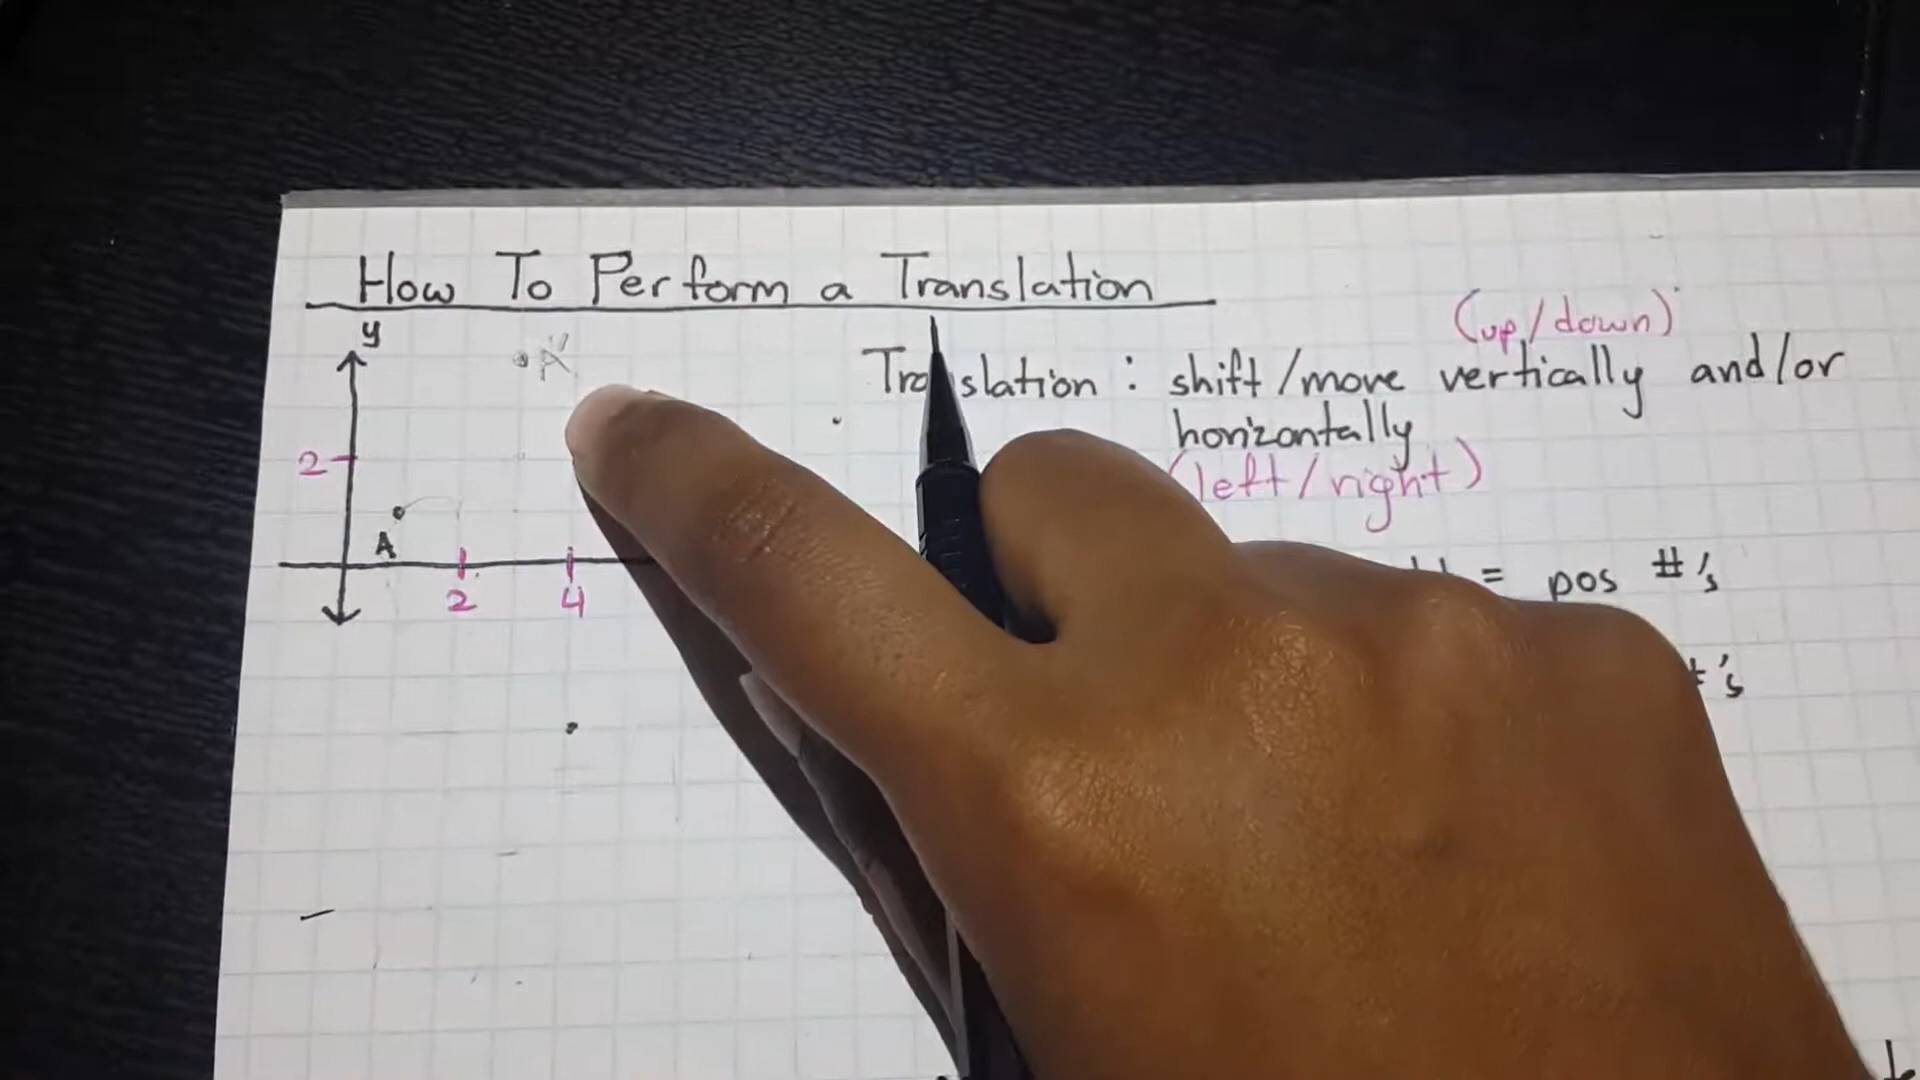 How To Perform a Translation
(up/down)
y
A''
Translation : shift/move vertically and/or
horizontally
(left/right)
2
A
2 4
= pos #'s
#'s